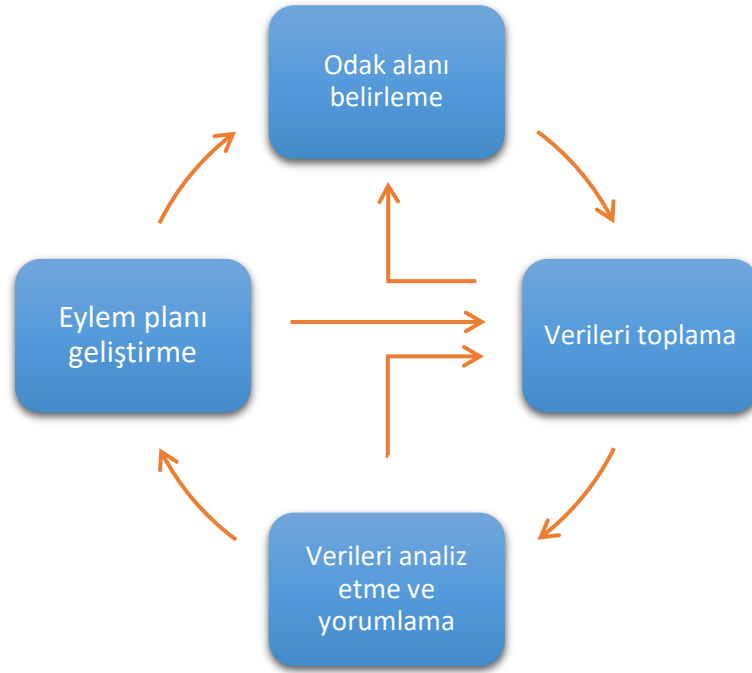 Odak alanı
belirleme
Eylem planı
geliştirme
Verileri toplama
Verileri analiz
etme ve
yorumlama